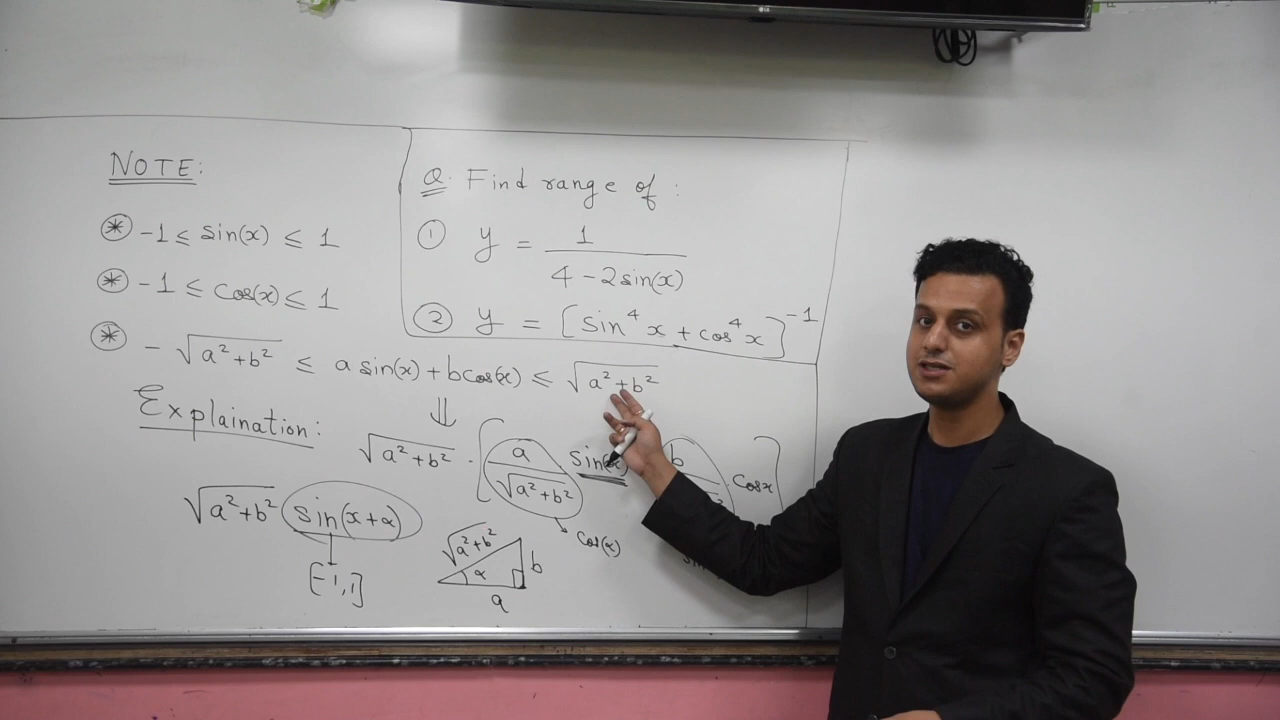 NOTE:
⊛ -1 ≤ sin(x) ≤ 1
⊛ -1 ≤ cos(x) ≤ 1
⊛ -√(a²+b²) ≤ a sin(x) + b cos(x) ≤ √(a²+b²)
Q. Find range of :
① y = 1 / (4 - 2sin(x))
② y = [sin⁴x + cos⁴x]⁻¹
Explaination:
⇓
√(a²+b²) · [ a/√(a²+b²) sin(x) b cosx ]
cos(α)
√(a²+b²) sin(x+α)
[-1,1]
√(a²+b²)
α
b
a